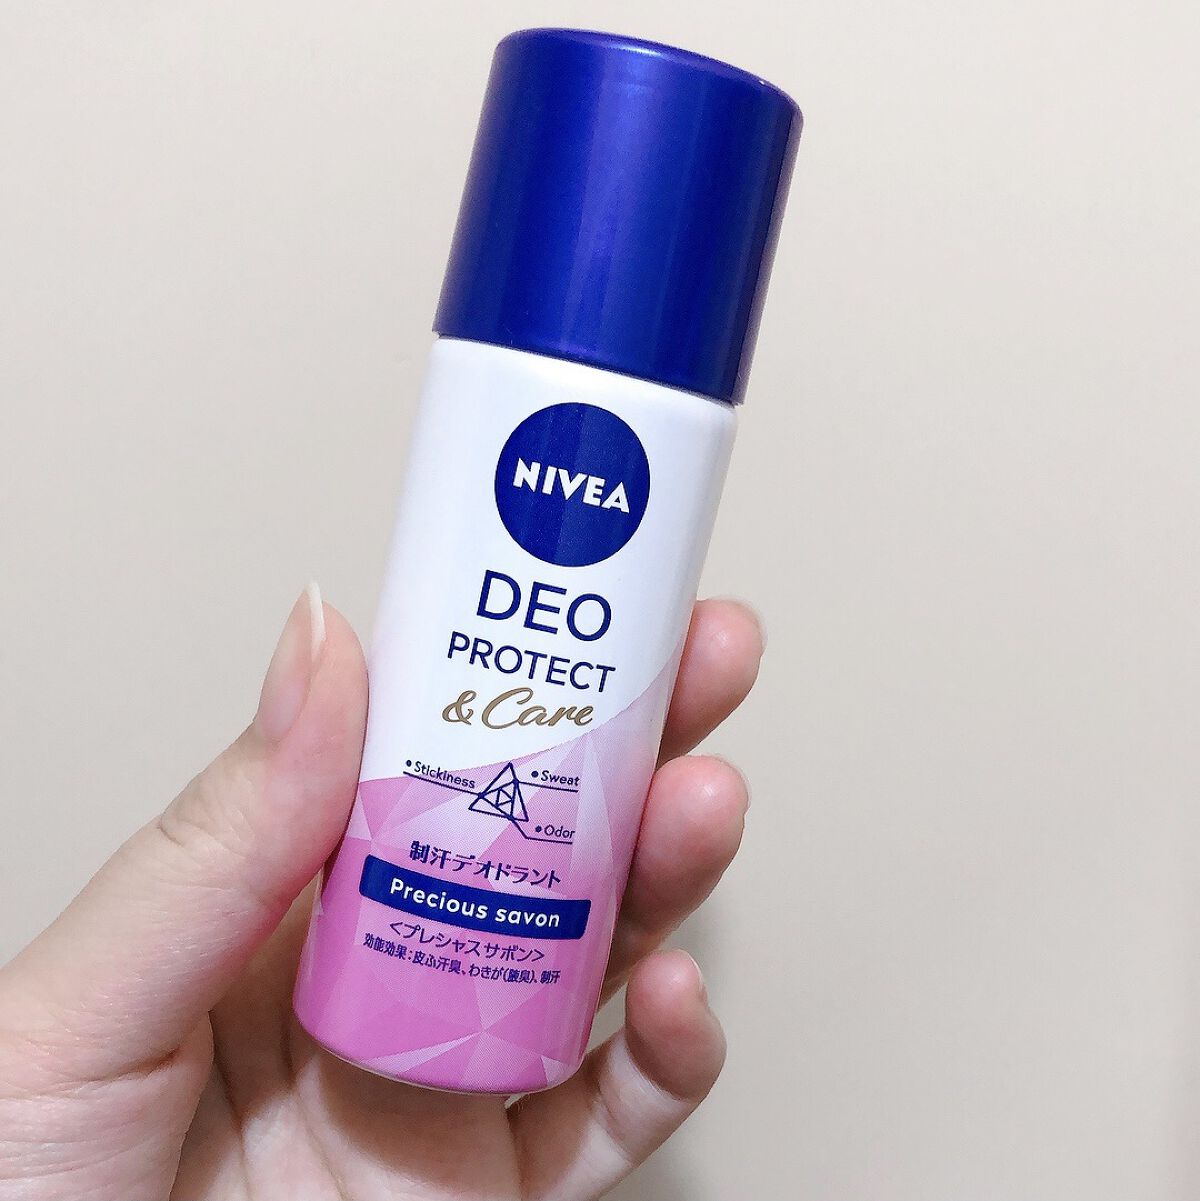 NIVEA
DEO
PROTECT
& Care
•Stickiness
•Sweat
•Odor
制汗デオドラント
Precious savon
<プレシャスサボン>
効能効果:皮ふ汗臭、わきが(腋臭)、制汗